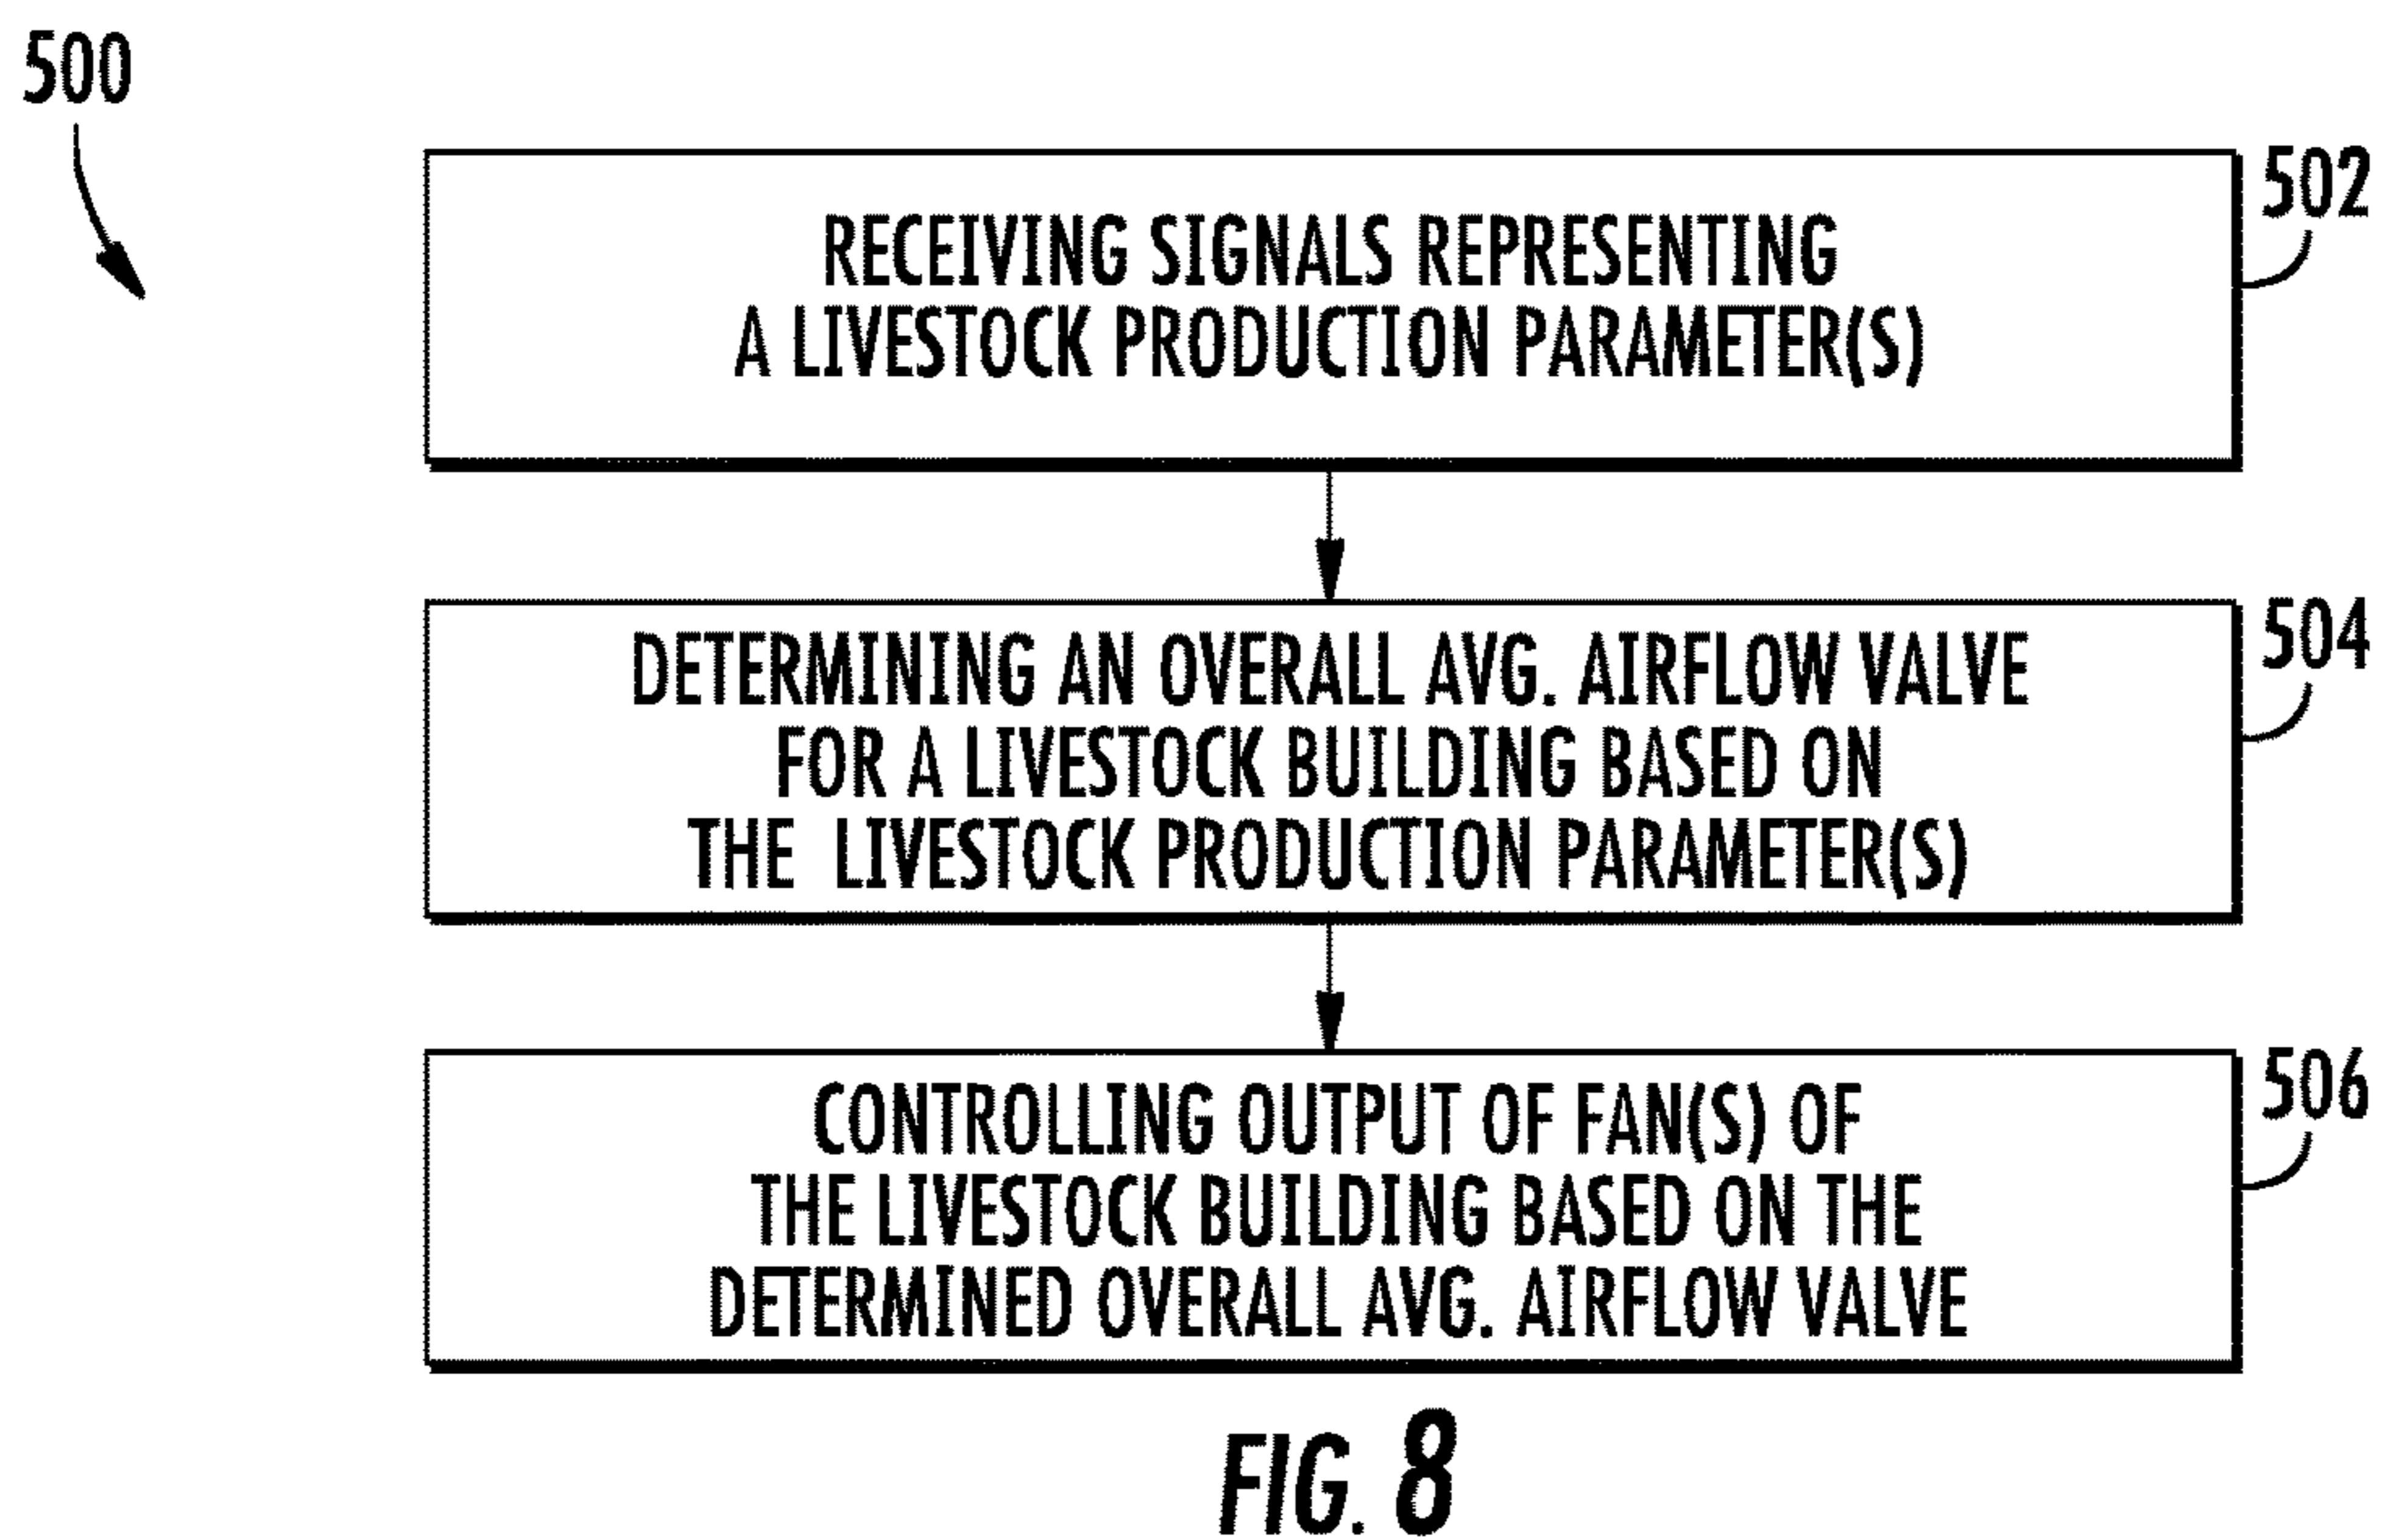 500
502
RECEIVING SIGNALS REPRESENTING
A LIVESTOCK PRODUCTION PARAMETER(S)
504
DETERMINING AN OVERALL AVG. AIRFLOW VALVE
FOR A LIVESTOCK BUILDING BASED ON
THE LIVESTOCK PRODUCTION PARAMETER(S)
506
CONTROLLING OUTPUT OF FAN(S) OF
THE LIVESTOCK BUILDING BASED ON THE
DETERMINED OVERALL AVG. AIRFLOW VALVE
FIG. 8